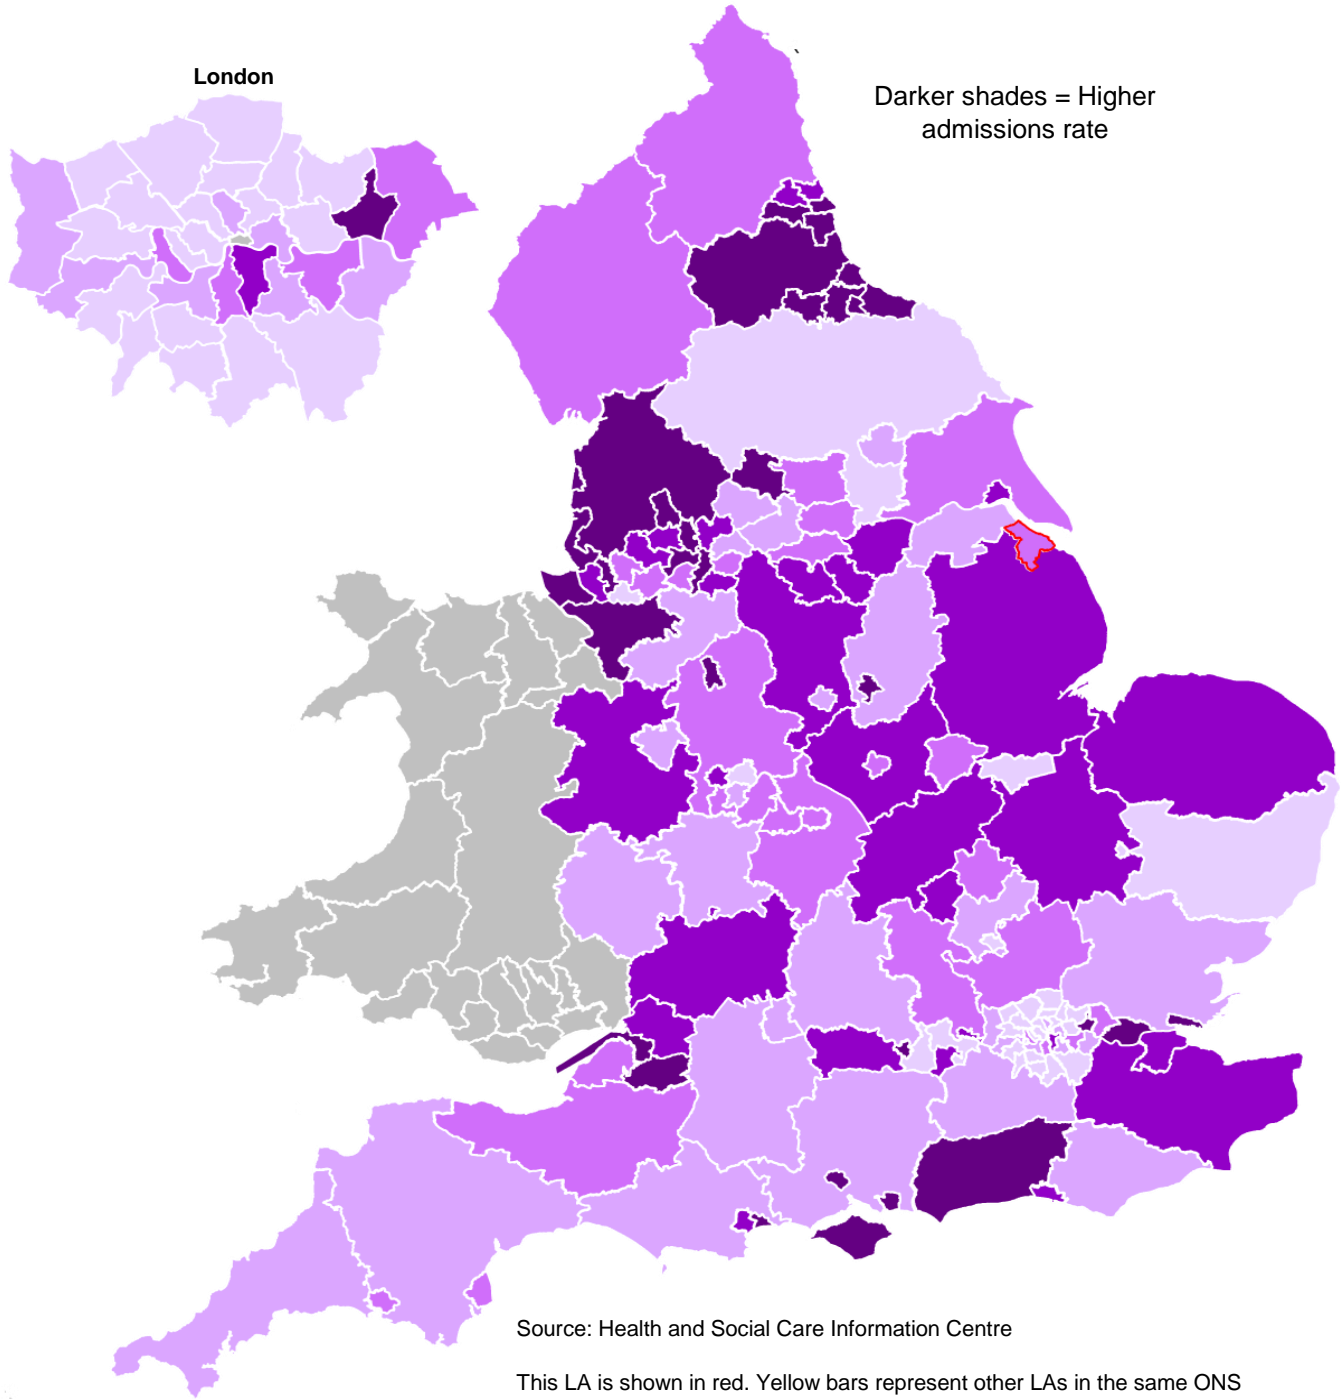 London
Darker shades = Higher
admissions rate
Source: Health and Social Care Information Centre
This LA is shown in red. Yellow bars represent other LAs in the same ONS